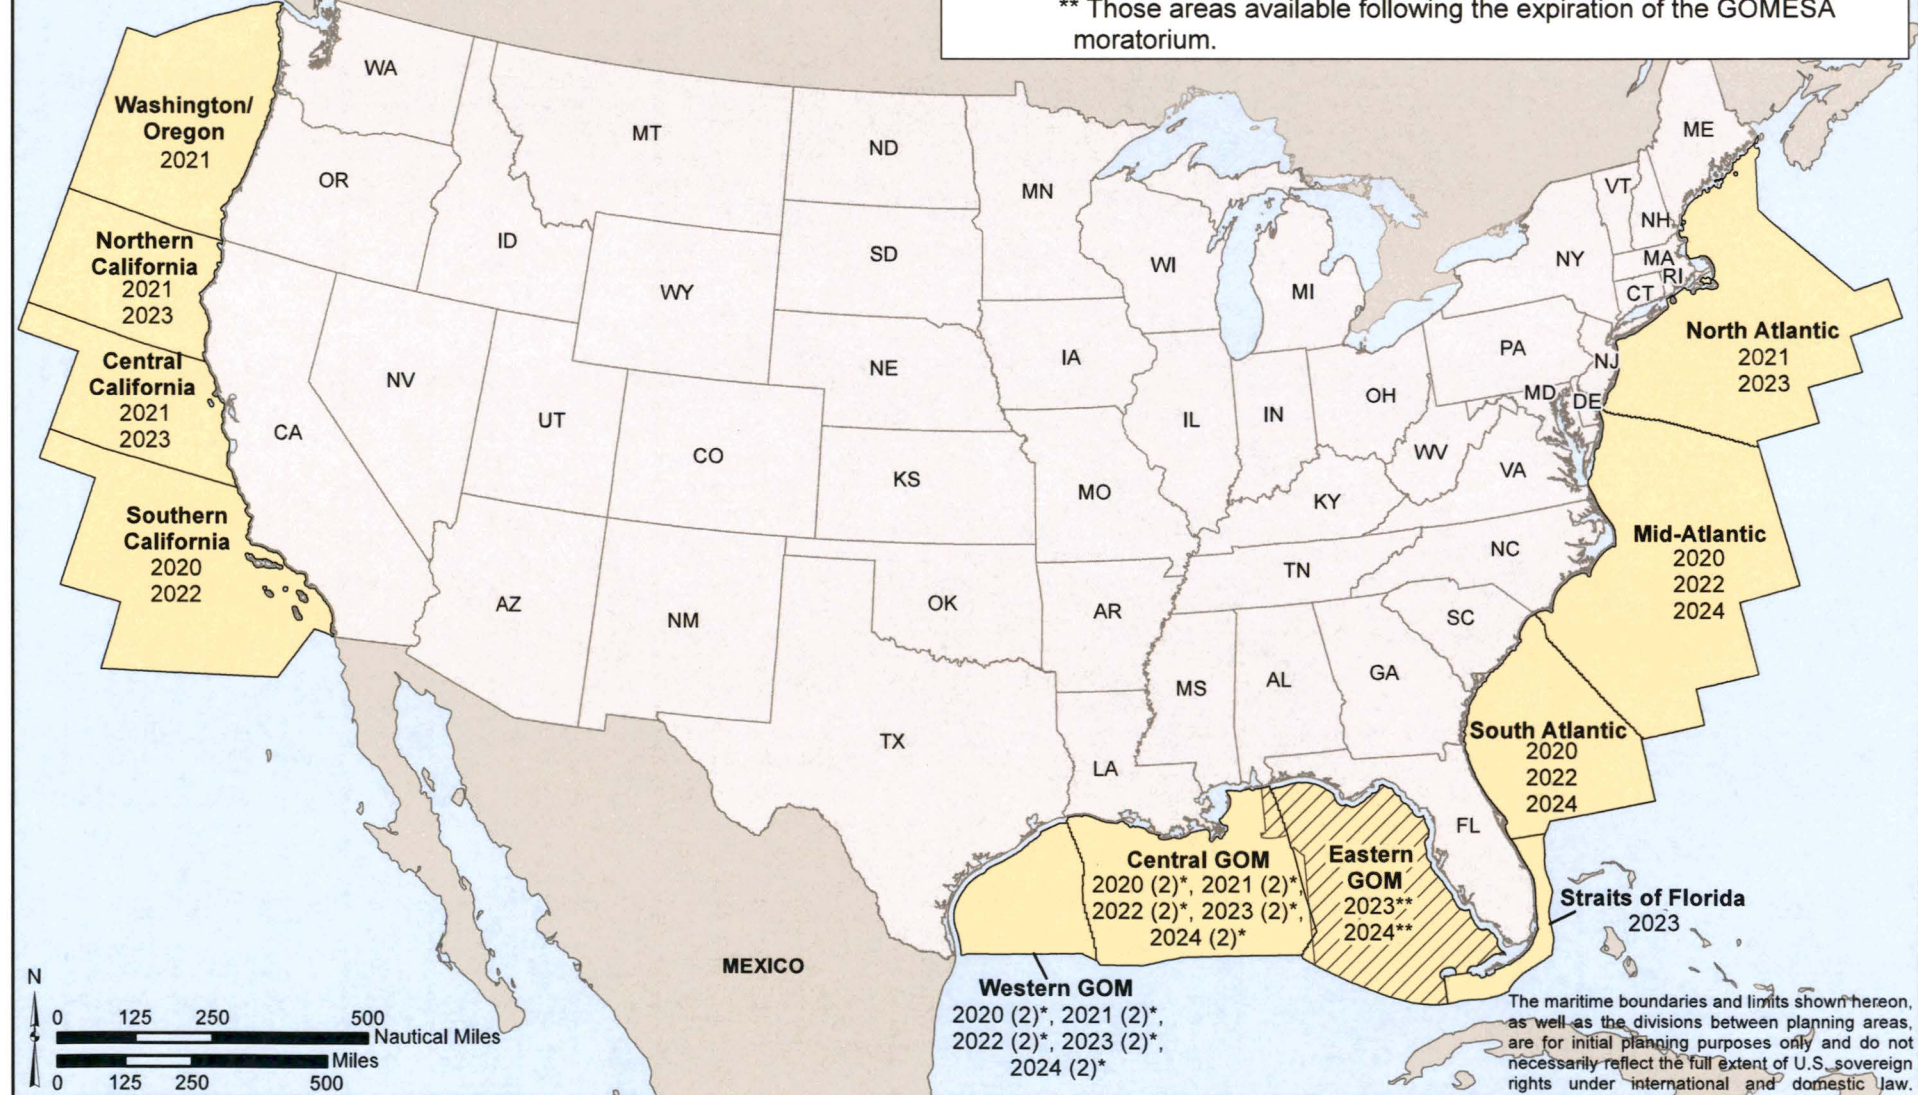 ** Those areas available following the expiration of the GOMESA
moratorium.
WA
MT
ND
MN
OR
ID
WY
SD
WI
MI
NY
VT
NH
ME
MA
RI
CT
NV
UT
CO
NE
KS
IA
IL
IN
OH
PA
NJ
MD
DE
WV
VA
CA
AZ
NM
OK
MO
AR
KY
TN
NC
SC
MS
AL
GA
TX
LA
FL
MEXICO
Washington/
Oregon
2021
Northern
California
2021
2023
Central
California
2021
2023
Southern
California
2020
2022
North Atlantic
2021
2023
Mid-Atlantic
2020
2022
2024
South Atlantic
2020
2022
2024
Straits of Florida
2023
Eastern
GOM
2023**
2024**
Central GOM
2020 (2)*, 2021 (2)*,
2022 (2)*, 2023 (2)*,
2024 (2)*
Western GOM
2020 (2)*, 2021 (2)*,
2022 (2)*, 2023 (2)*,
2024 (2)*
N
0 125 250 500
Nautical Miles
Miles
0 125 250 500
The maritime boundaries and limits shown hereon,
as well as the divisions between planning areas,
are for initial planning purposes only and do not
necessarily reflect the full extent of U.S. sovereign
rights under international and domestic law.